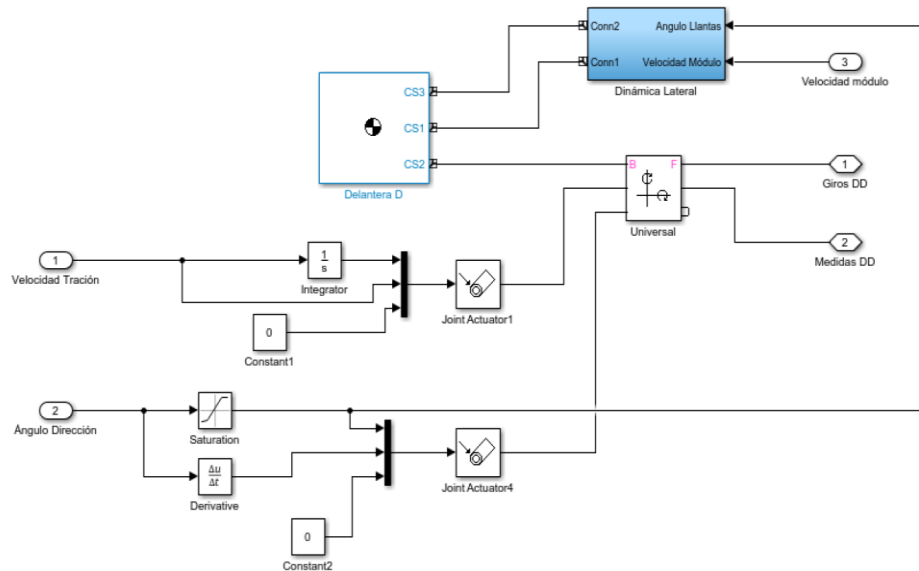 Conn2
Angulo Llantas
Conn1
Velocidad Módulo
Dinámica Lateral
3
Velocidad módulo
CS3
CS1
CS2
Delantera D
B
F
Universal
1
Giros DD
2
Medidas DD
1
Velocidad Tración
1
s
Integrator
Joint Actuator1
0
Constant1
2
Ángulo Dirección
Saturation
Δu
Δt
Derivative
Joint Actuator4
0
Constant2